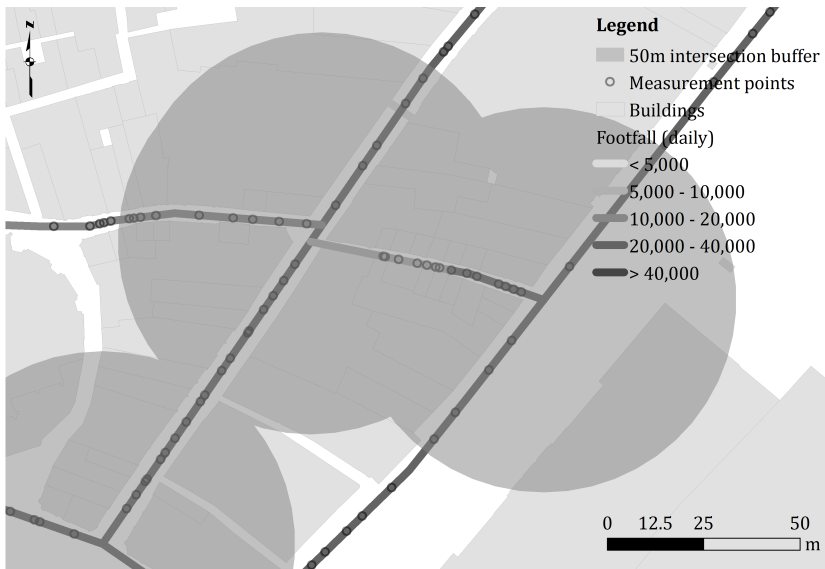 z
Legend
50m intersection buffer
Measurement points
Buildings
Footfall (daily)
< 5,000
5,000 - 10,000
10,000 - 20,000
20,000 - 40,000
> 40,000
0 12.5 25 50
m